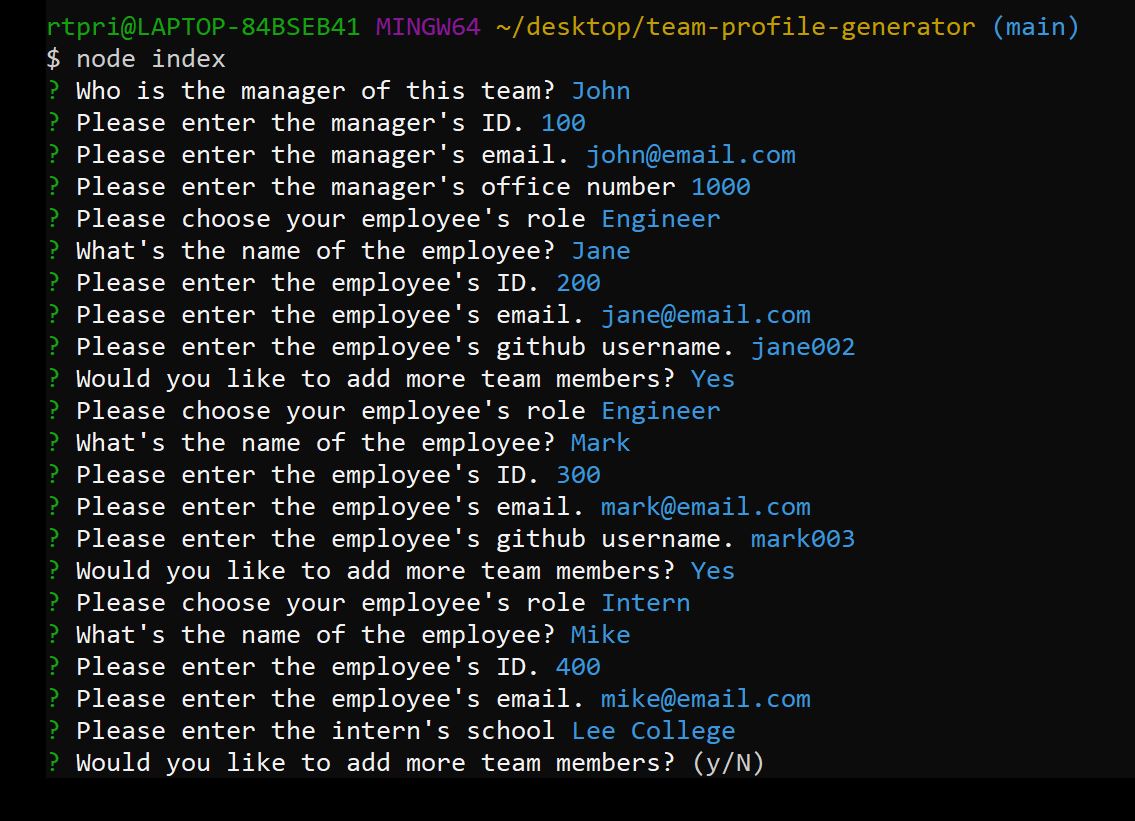 rtpri@LAPTOP-84BSEB41 MINGW64 ~/desktop/team-profile-generator (main)
$ node index
? Who is the manager of this team? John
? Please enter the manager's ID. 100
? Please enter the manager's email. john@email.com
? Please enter the manager's office number 1000
? Please choose your employee's role Engineer
? What's the name of the employee? Jane
? Please enter the employee's ID. 200
? Please enter the employee's email. jane@email.com
? Please enter the employee's github username. jane002
? Would you like to add more team members? Yes
? Please choose your employee's role Engineer
? What's the name of the employee? Mark
? Please enter the employee's ID. 300
? Please enter the employee's email. mark@email.com
? Please enter the employee's github username. mark003
? Would you like to add more team members? Yes
? Please choose your employee's role Intern
? What's the name of the employee? Mike
? Please enter the employee's ID. 400
? Please enter the employee's email. mike@email.com
? Please enter the intern's school Lee College
? Would you like to add more team members? (y/N)